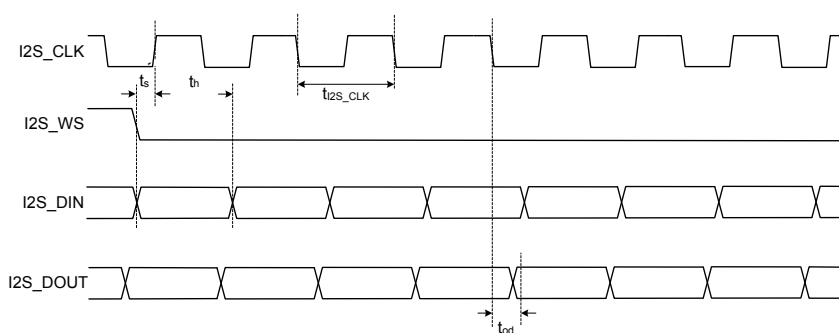 I2S_CLK
ts
th
tI2S_CLK
I2S_WS
I2S_DIN
I2S_DOUT
tod